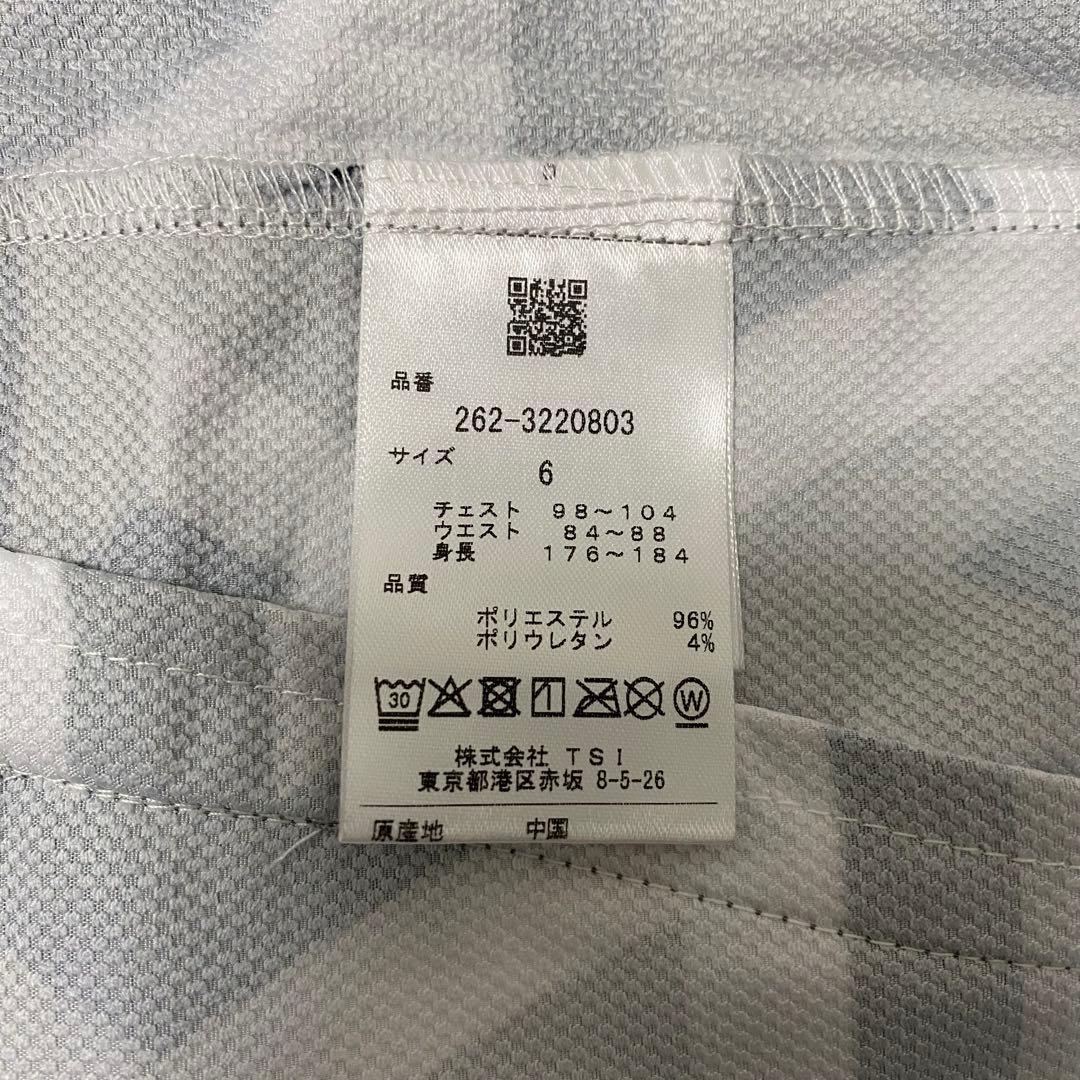 品番
262-3220803
サイズ
6
チェスト 98～104
ウエスト 84～88
身長 176～184
品質
ポリエステル 96%
ポリウレタン 4%
30
W
株式会社 TSI
東京都港区赤坂 8-5-26
原産地 中国